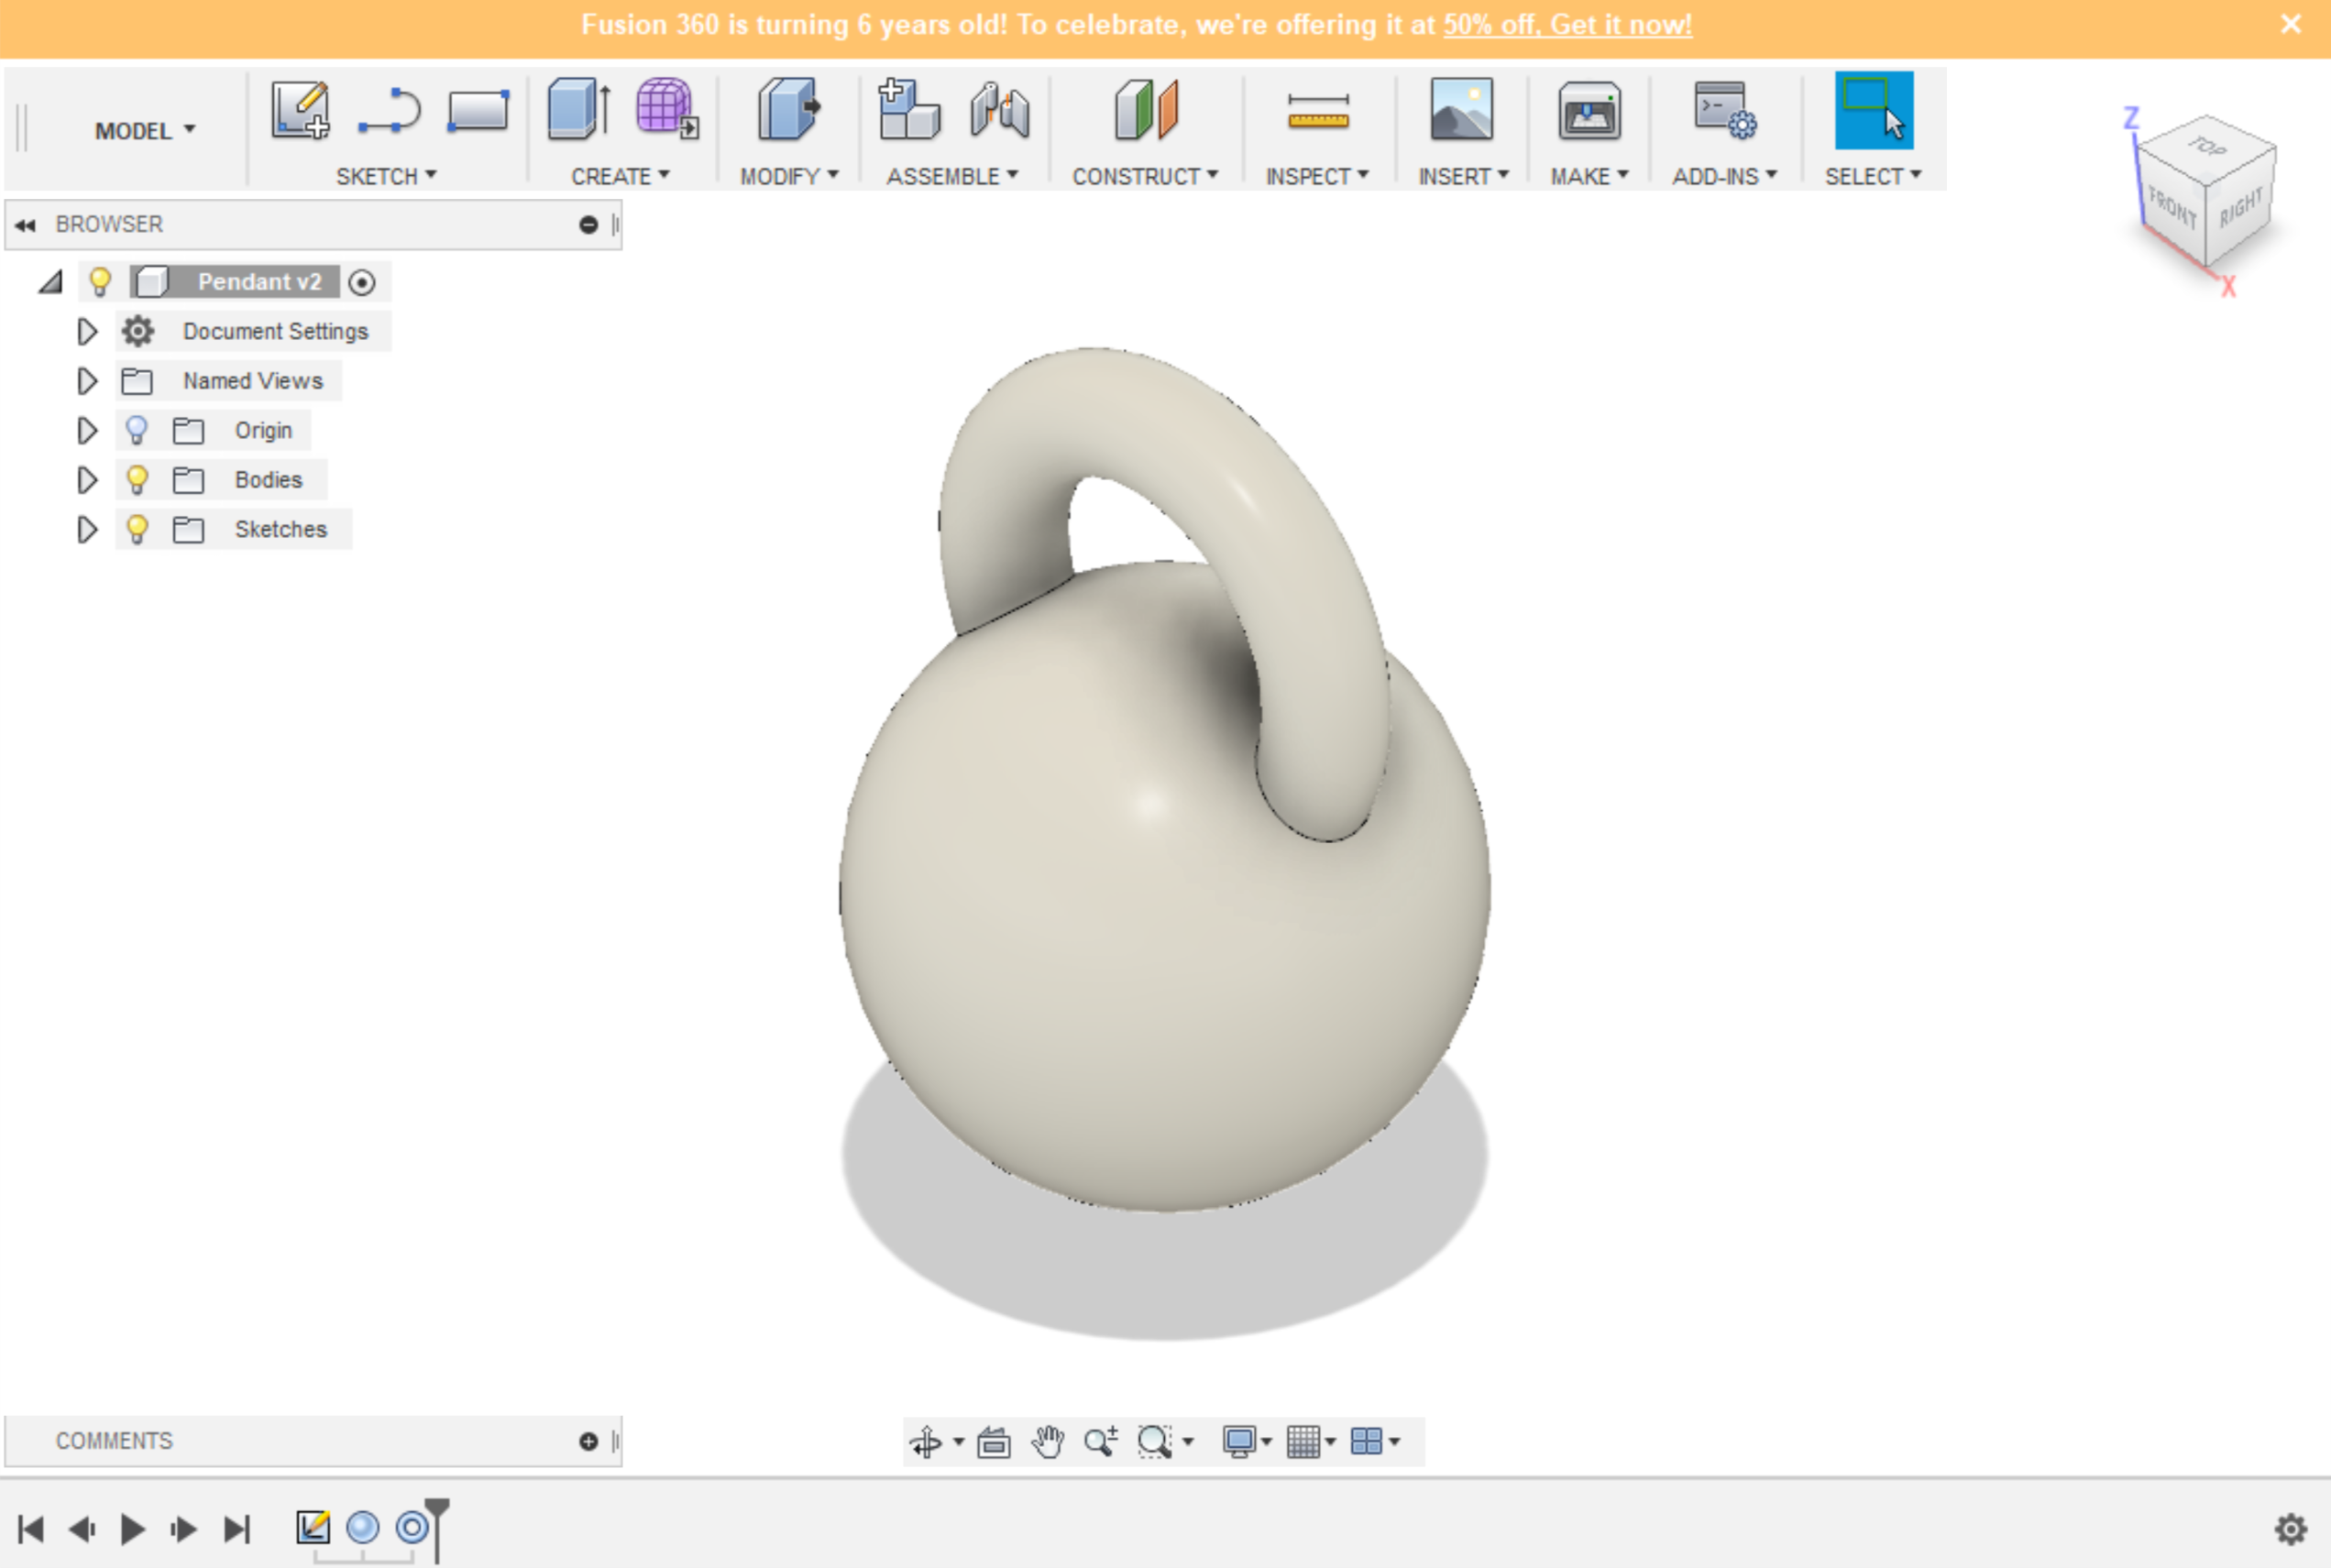 Fusion 360 is turning 6 years old! To celebrate, we're offering it at 50% off, Get it now!
MODEL
SKETCH
CREATE
MODIFY
ASSEMBLE
CONSTRUCT
INSPECT
INSERT
MAKE
ADD-INS
SELECT
Z
TOP
FRONT
RIGHT
X
BROWSER
Pendant v2
Document Settings
Named Views
Origin
Bodies
Sketches
COMMENTS